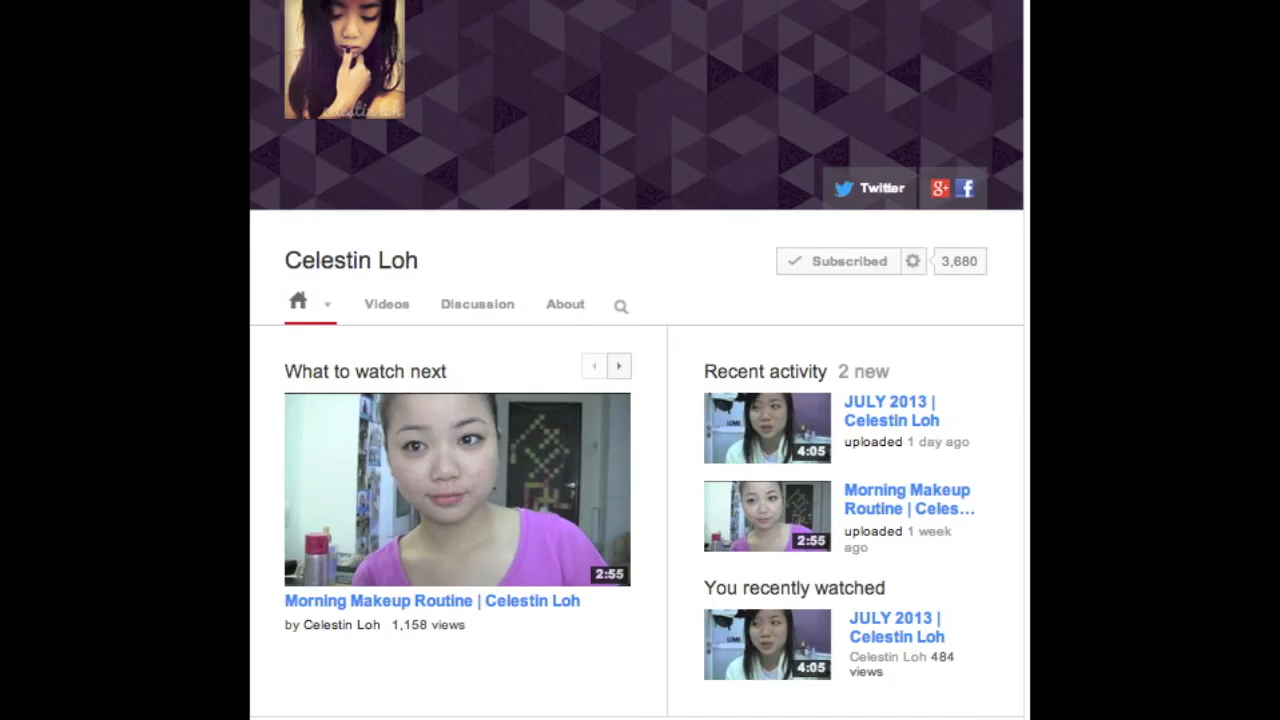 celestin loh
Twitter
g+ f
Celestin Loh
Subscribed
3,680
Videos
Discussion
About
What to watch next
2:55
Morning Makeup Routine | Celestin Loh
by Celestin Loh 1,158 views
Recent activity 2 new
4:05
JULY 2013 |
Celestin Loh
uploaded 1 day ago
2:55
Morning Makeup
Routine | Celes...
uploaded 1 week
ago
You recently watched
4:05
JULY 2013 |
Celestin Loh
Celestin Loh 484
views